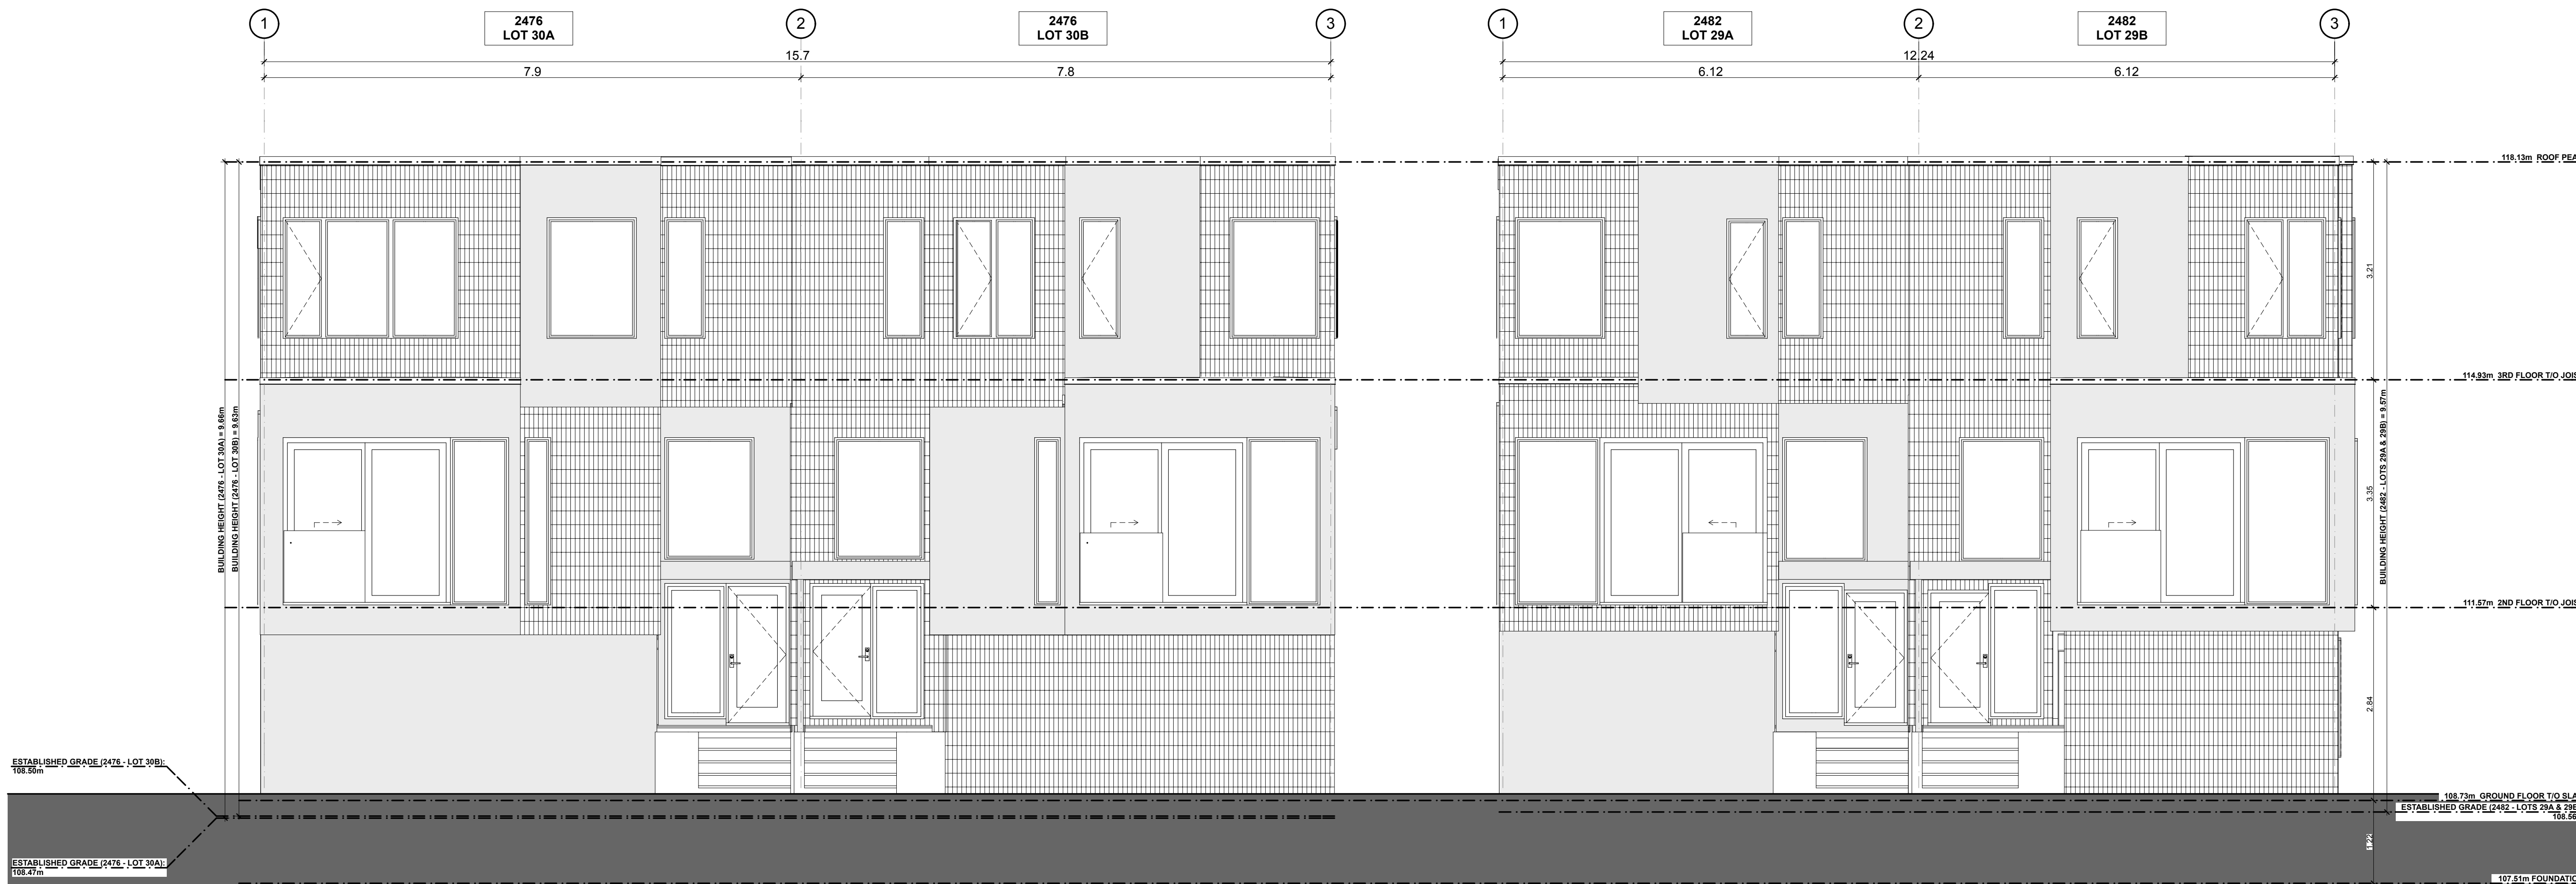 1
2476
LOT 30A
2
2476
LOT 30B
3
1
2482
LOT 29A
2
2482
LOT 29B
3
15.7
12.24
7.9
7.8
6.12
6.12
118.13m ROOF PEA
3.21
114.93m 3RD FLOOR T/O JOIS
BUILDING HEIGHT (2476 - LOT 30A) = 9.66m
BUILDING HEIGHT (2476 - LOT 30B) = 9.63m
3.35
BUILDING HEIGHT (2482 - LOTS 29A & 29B) = 9.57m
111.57m 2ND FLOOR T/O JOIS
2.84
ESTABLISHED GRADE (2476 - LOT 30B):
108.50m
108.73m GROUND FLOOR T/O SLA
ESTABLISHED GRADE (2482 - LOTS 29A & 29B
108.56
1.22
ESTABLISHED GRADE (2476 - LOT 30A):
108.47m
107.51m FOUNDATIO